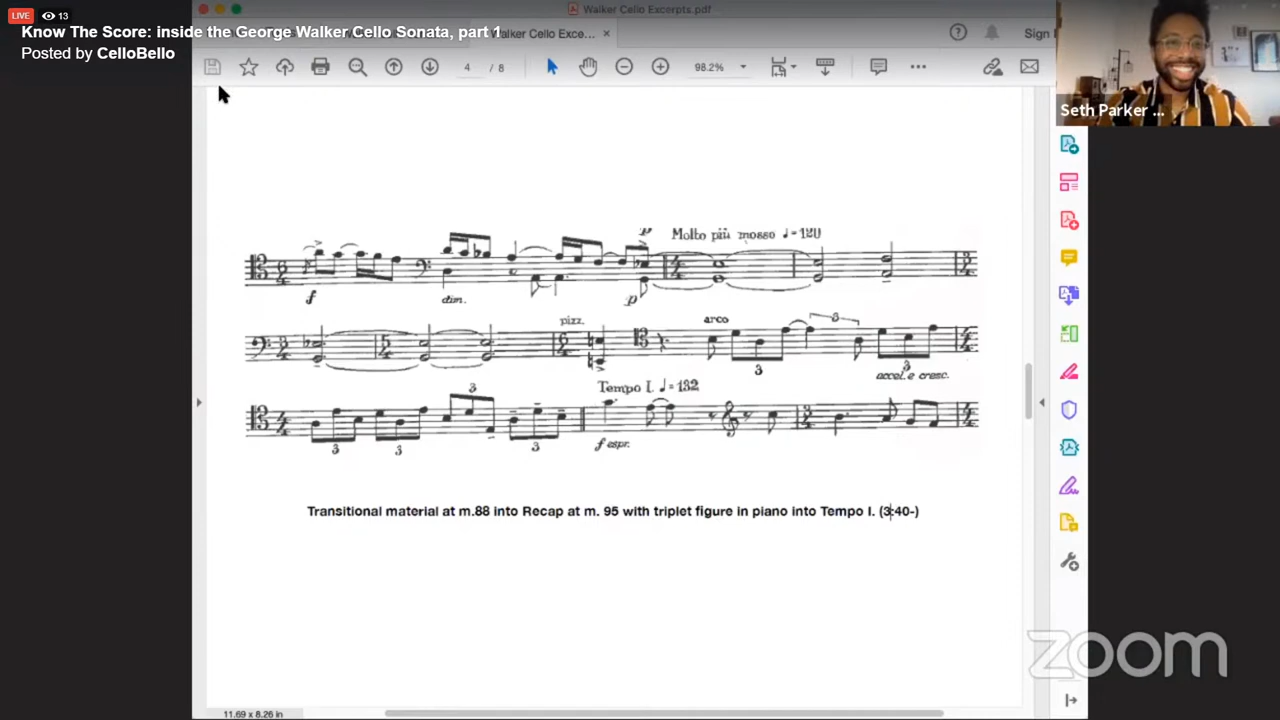 LIVE 13
Walker Cello Excerpts.pdf
Know The Score: inside the George Walker Cello Sonata, part 1
Walker Cello Exce... ×
? Sign I
Posted by CelloBello
4 / 8 98.2%
Seth Parker ...
p Molto più mosso ♩=120
f dim. p
pizz. arco 3
3 3 accel. e cresc.
3 Tempo I. ♩=132
3 3 3 f espr.
Transitional material at m.88 into Recap at m. 95 with triplet figure in piano into Tempo I. (3:40-)
zoom
11.69 x 8.26 in